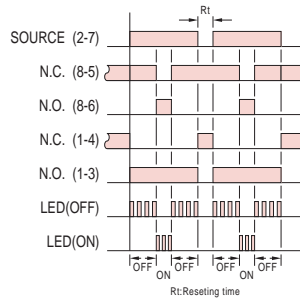 Rt
SOURCE (2-7)
N.C. (8-5)
N.O. (8-6)
N.C. (1-4)
N.O. (1-3)
LED(OFF)
LED(ON)
OFF OFF OFF OFF
ON ON
Rt:Reseting time